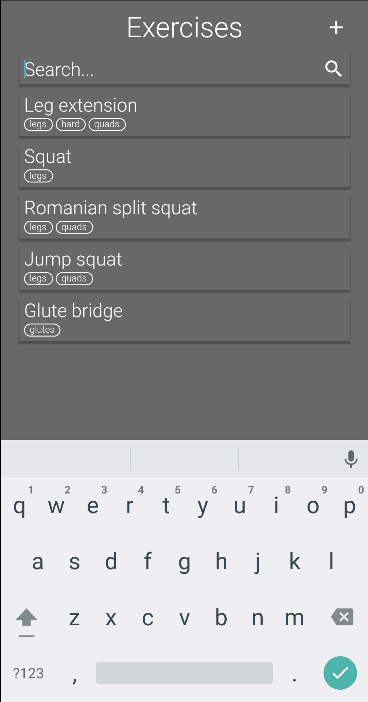 Exercises +
Search...
Leg extension
legs hard quads
Squat
legs
Romanian split squat
legs quads
Jump squat
legs quads
Glute bridge
glutes
1 2 3 4 5 6 7 8 9 0
q w e r t y u i o p
a s d f g h j k l
z x c v b n m
?123 , .